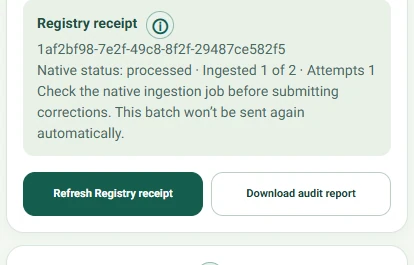 Registry receipt
1af2bf98-7e2f-49c8-8f2f-29487ce582f5
Native status: processed · Ingested 1 of 2 · Attempts 1
Check the native ingestion job before submitting
corrections. This batch won’t be sent again
automatically.
Refresh Registry receipt
Download audit report